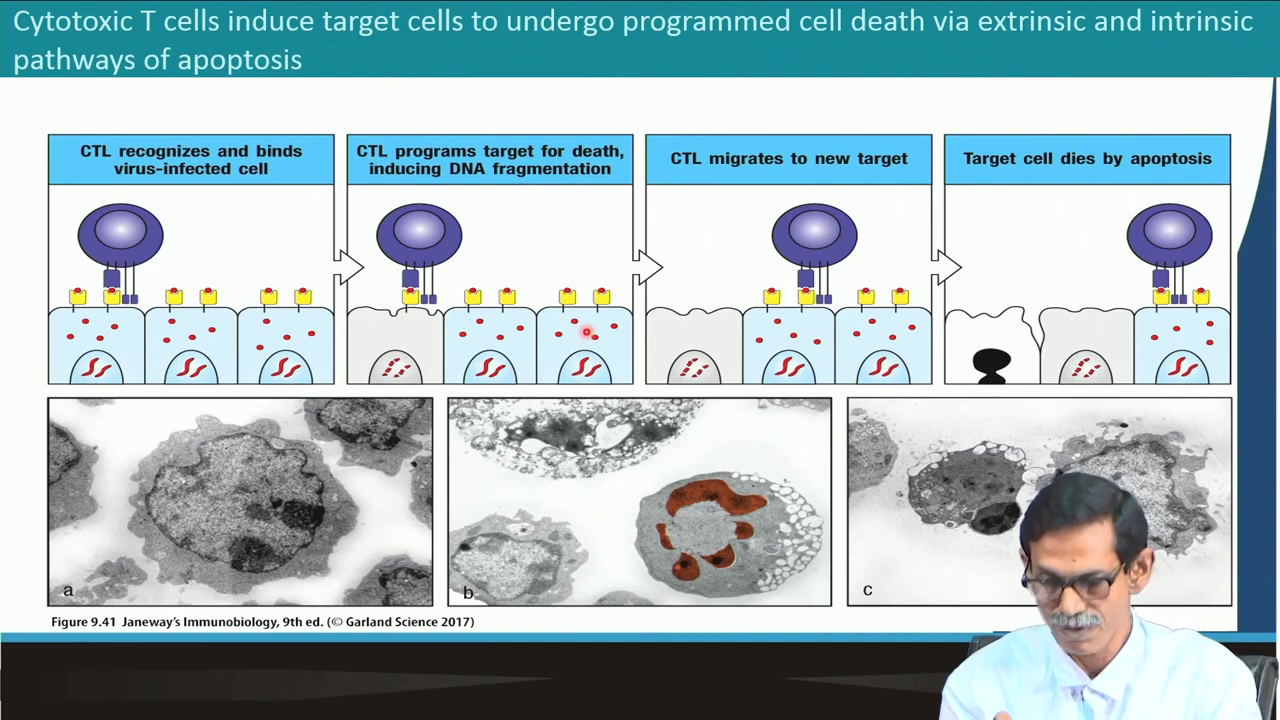 Cytotoxic T cells induce target cells to undergo programmed cell death via extrinsic and intrinsic
pathways of apoptosis
CTL recognizes and binds
virus-infected cell
CTL programs target for death,
inducing DNA fragmentation
CTL migrates to new target
Target cell dies by apoptosis
a
b
c
Figure 9.41 Janeway's Immunobiology, 9th ed. (© Garland Science 2017)